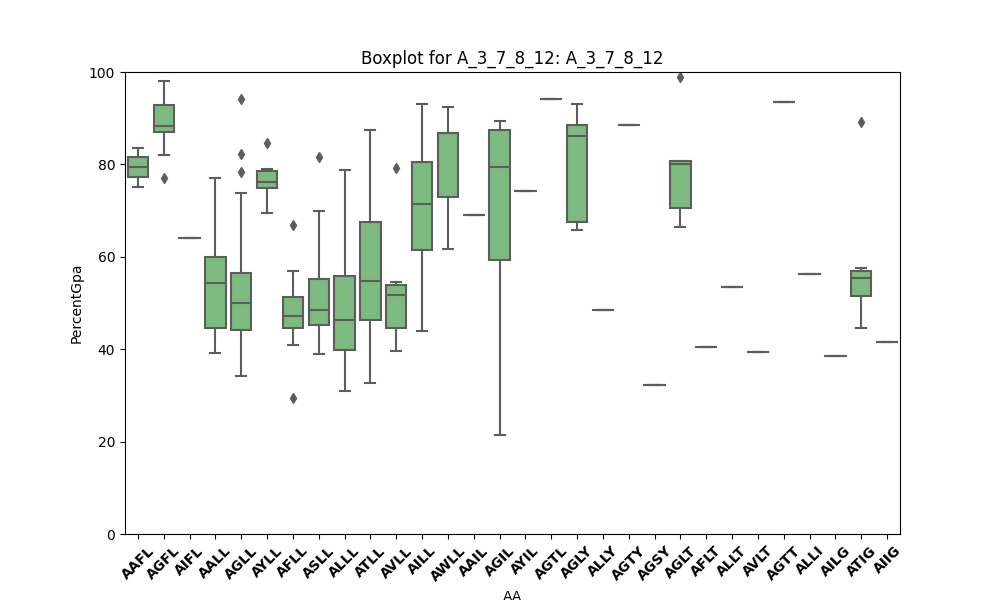 Boxplot for A_3_7_8_12: A_3_7_8_12
PercentGpa
100
80
60
40
20
0
AAFL AGFL AIFL AALL AGLL AYLL AFLL ASLL ALLL ATLL AVLL AILL AWLL AAIL AGIL AYIL AGTL AGLY ALLY AGTY AGSY AGLT AFLT ALLT AVLT AGTT ALLI AILG ATIG AIIG
AA